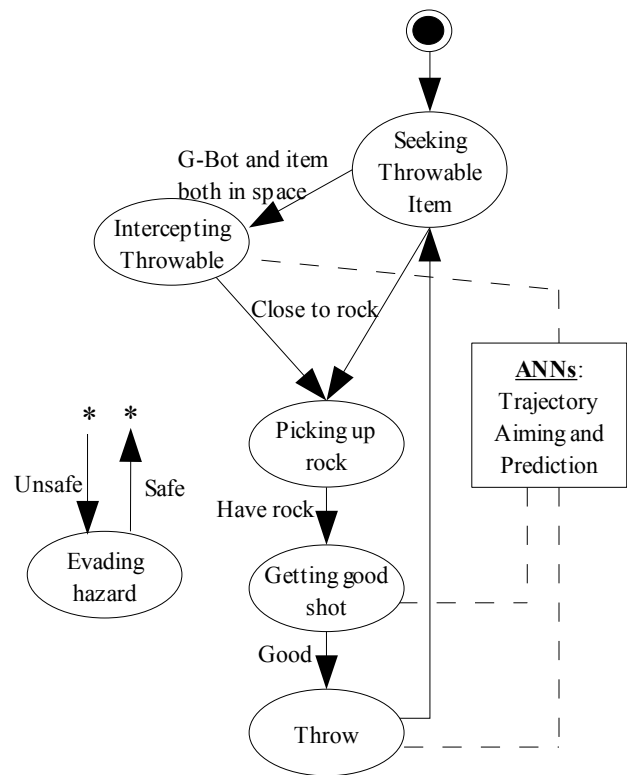 Seeking
Throwable
Item
G-Bot and item
both in space
Intercepting
Throwable
Close to rock
ANNs:
Trajectory
Aiming and
Prediction
Picking up
rock
* *
Unsafe
Safe
Evading
hazard
Have rock
Getting good
shot
Good
Throw